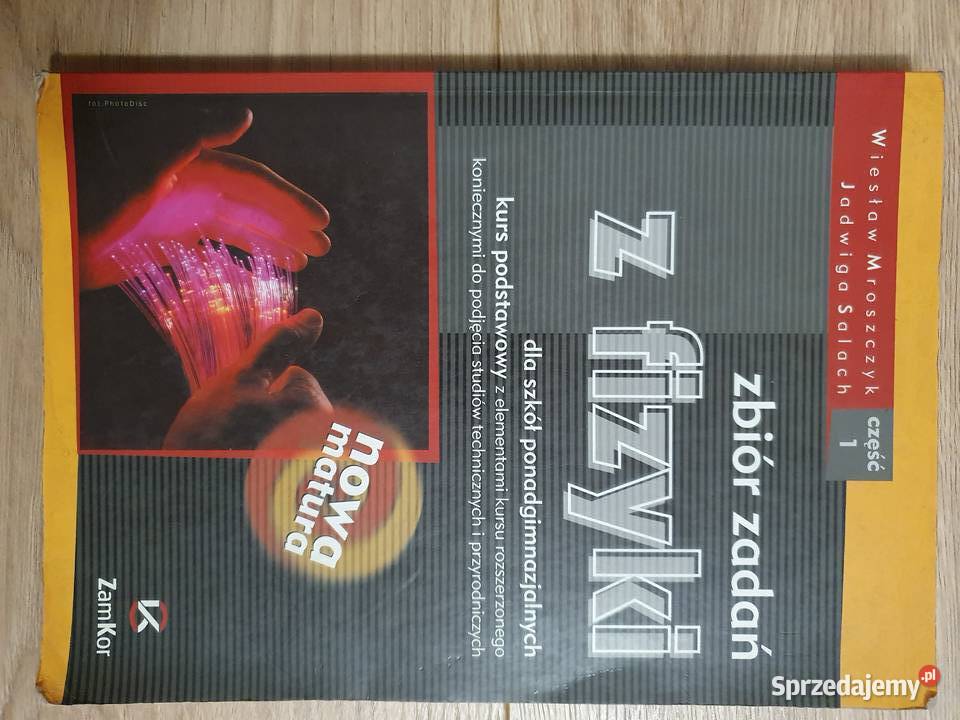 Wiesław Mroszczyk
Jadwiga Salach
część
1
zbiór zadań
z fizyki
dla szkół ponadgimnazjalnych
kurs podstawowy z elementami kursu rozszerzonego
koniecznymi do podjęcia studiów technicznych i przyrodniczych
fot. PhotoDisc
nowa
matura
ZamKor
Sprzedajemy.pl